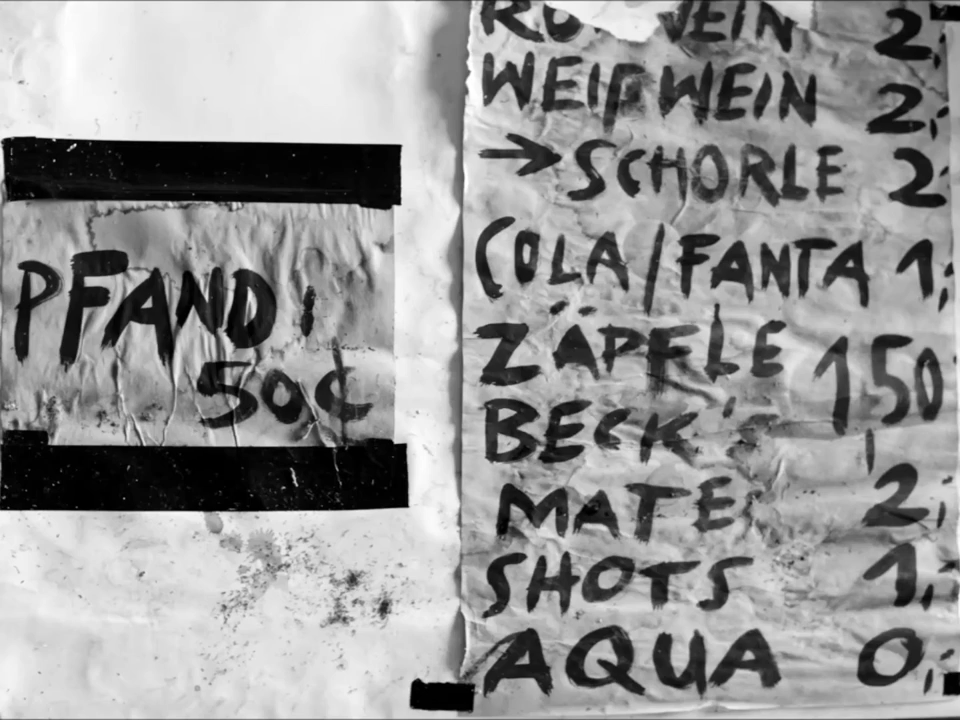 PFAND!
50¢
WEIßWEIN 2,
→ SCHORLE 2,
COLA/FANTA 1,
ZÄPFLE 1,50
BECK'S
MATE 2,
SHOTS 1,
AQUA 0,